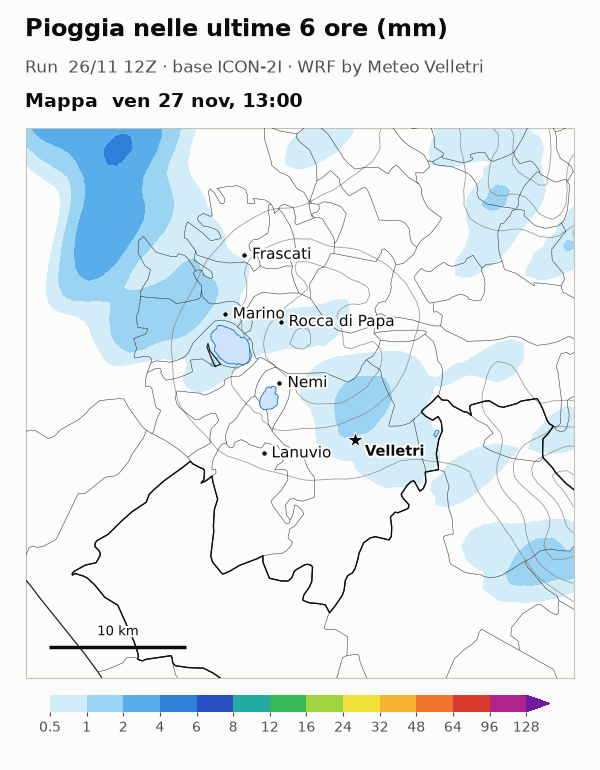 Pioggia nelle ultime 6 ore (mm)
Run  26/11 12Z · base ICON-2I · WRF by Meteo Velletri
Mappa  ven 27 nov, 13:00
Frascati
Marino
Rocca di Papa
Nemi
Velletri
Lanuvio
10 km
0.5 1 2 4 6 8 12 16 24 32 48 64 96 128